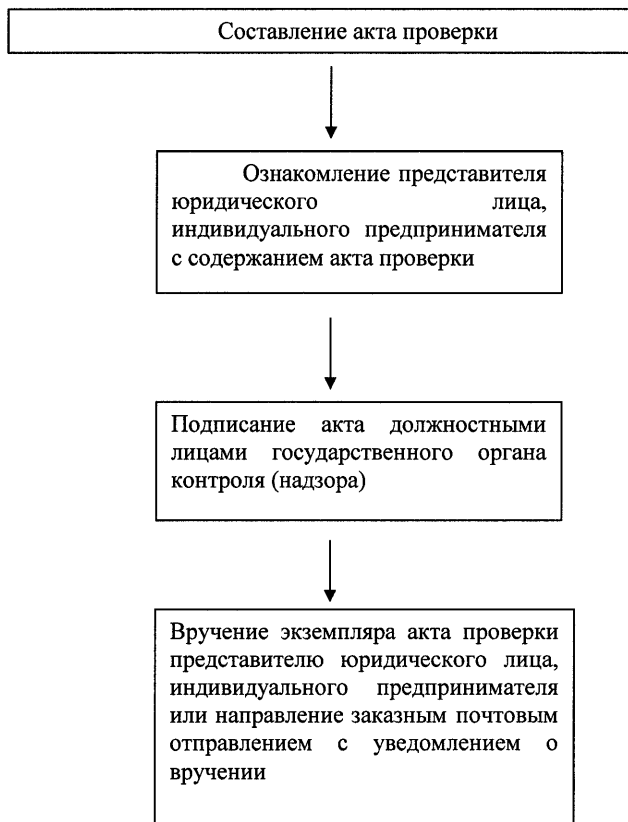 Составление акта проверки
Ознакомление представителя
юридического лица,
индивидуального предпринимателя
с содержанием акта проверки
Подписание акта должностными
лицами государственного органа
контроля (надзора)
Вручение экземпляра акта проверки
представителю юридического лица,
индивидуального предпринимателя
или направление заказным почтовым
отправлением с уведомлением о
вручении